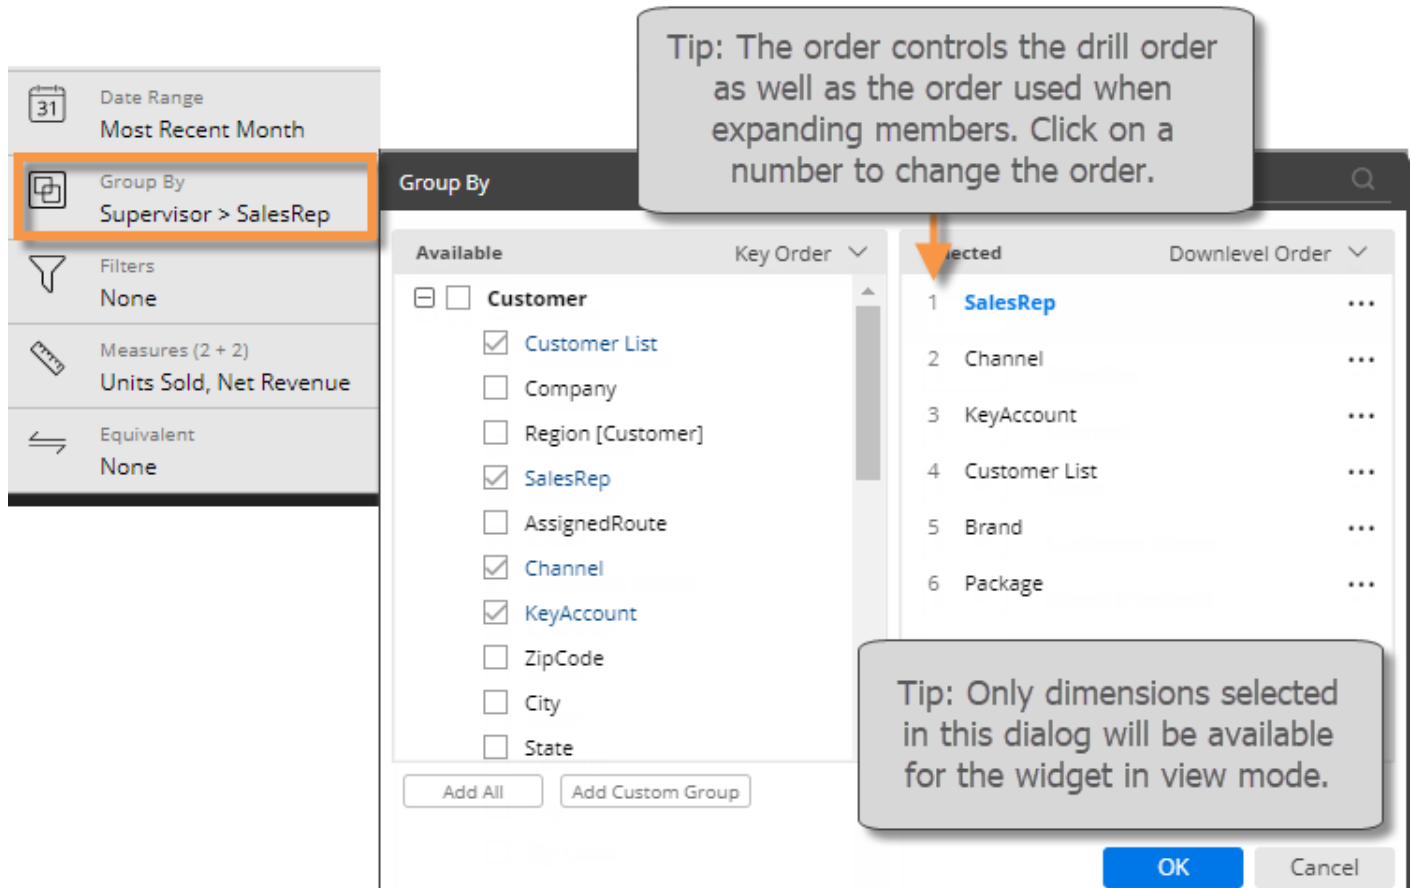 Tip: The order controls the drill order
as well as the order used when
expanding members. Click on a
number to change the order.
31
Date Range
Most Recent Month
Group By
Supervisor > SalesRep
Filters
None
Measures (2 + 2)
Units Sold, Net Revenue
Equivalent
None
Group By
Available
Key Order
Customer
Customer List
Company
Region [Customer]
SalesRep
AssignedRoute
Channel
KeyAccount
ZipCode
City
State
Add All
Add Custom Group
ected
Downlevel Order
1 SalesRep
2 Channel
3 KeyAccount
4 Customer List
5 Brand
6 Package
Tip: Only dimensions selected
in this dialog will be available
for the widget in view mode.
OK
Cancel